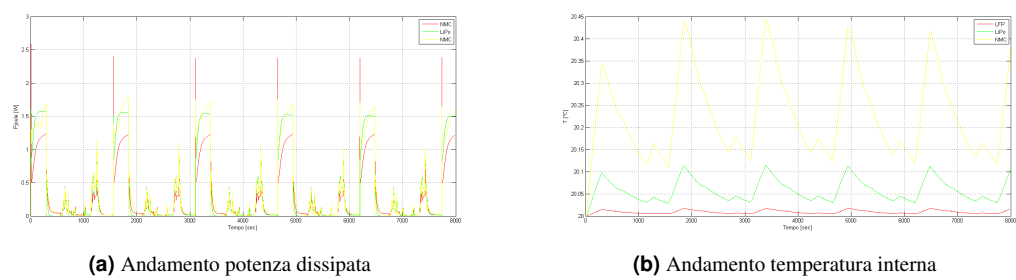 3
2.5
2
1.5
1
0.5
0
Pjoule [W]
0
1000
2000
3000
4000
5000
6000
7000
8000
Tempo [sec]
NMC
LiPo
NMC
20.45
20.4
20.35
20.3
20.25
20.2
20.15
20.1
20.05
20
T [°C]
0
1000
2000
3000
4000
5000
6000
7000
8000
Tempo [sec]
LFP
LiPo
NMC
(a) Andamento potenza dissipata
(b) Andamento temperatura interna